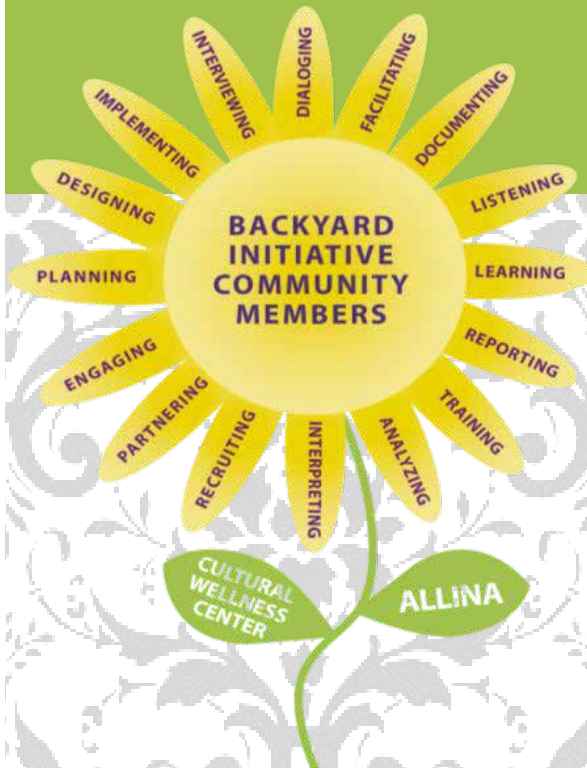 DIALOGING
FACILITATING
DOCUMENTING
LISTENING
LEARNING
REPORTING
TRAINING
ANALYZING
INTERPRETING
RECRUITING
PARTNERING
ENGAGING
PLANNING
DESIGNING
IMPLEMENTING
INTERVIEWING
BACKYARD
INITIATIVE
COMMUNITY
MEMBERS
CULTURAL
WELLNESS
CENTER
ALLINA